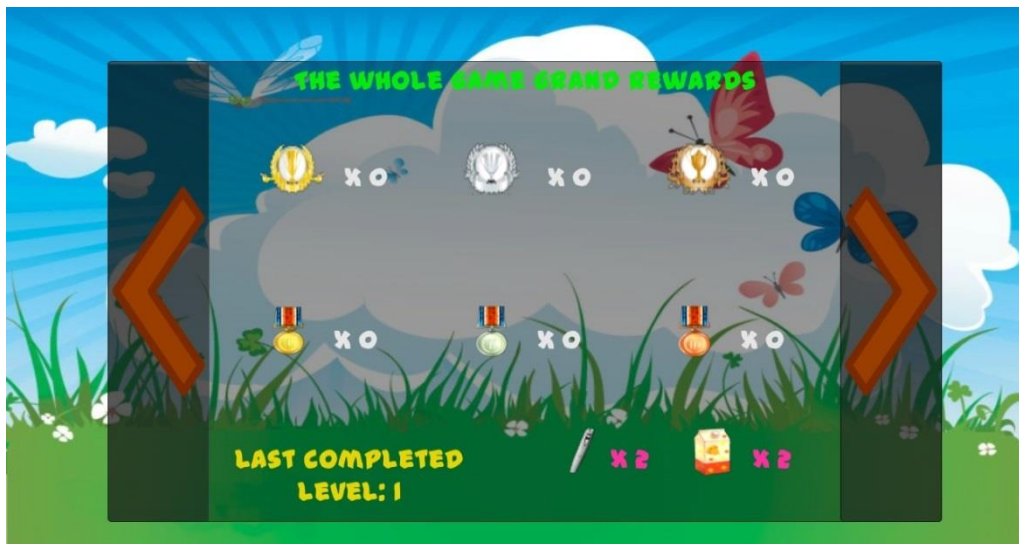 THE WHOLE GAME GRAND REWARDS
X 0 X 0 X 0
X 0 X 0 X 0
LAST COMPLETED X 2 X 2
LEVEL: 1